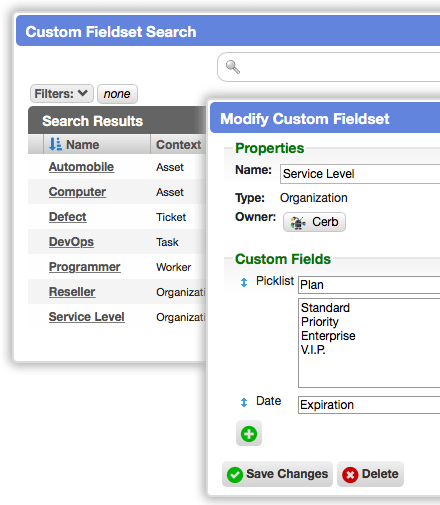 Custom Fieldset Search
Filters: none
Search Results
Name Context
Automobile Asset
Computer Asset
Defect Ticket
DevOps Task
Programmer Worker
Reseller Organizati
Service Level Organizati
Modify Custom Fieldset
Properties
Name: Service Level
Type: Organization
Owner: Cerb
Custom Fields
Picklist Plan
Standard
Priority
Enterprise
V.I.P.
Date Expiration
Save Changes Delete